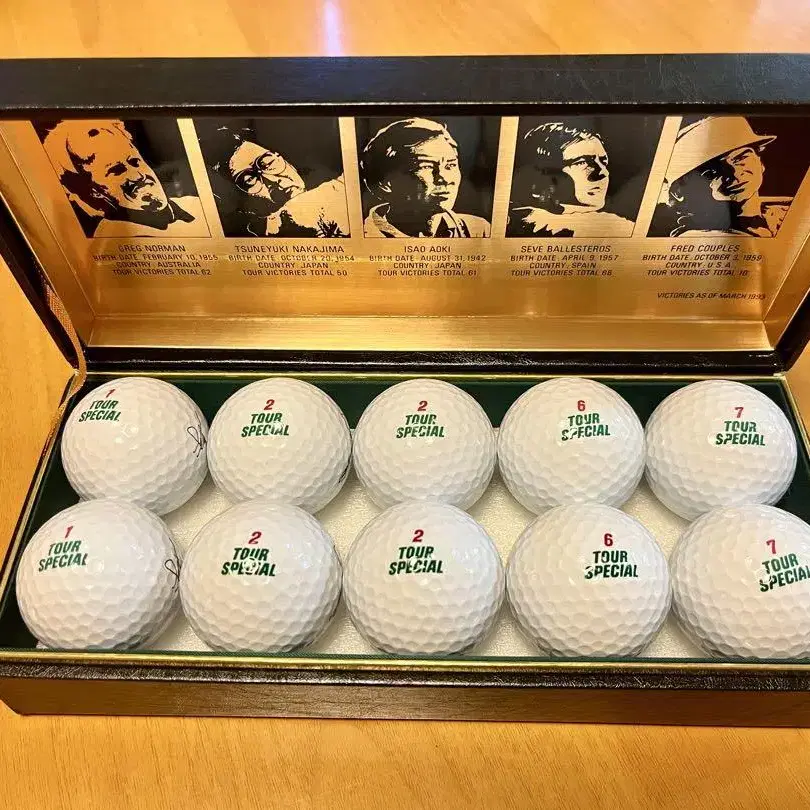 GREG NORMAN
BIRTH DATE: FEBRUARY 10, 1955
COUNTRY: AUSTRALIA
TOUR VICTORIES TOTAL 62
TSUNEYUKI NAKAJIMA
BIRTH DATE: OCTOBER 20, 1954
COUNTRY: JAPAN
TOUR VICTORIES TOTAL 50
ISAO AOKI
BIRTH DATE: AUGUST 31, 1942
COUNTRY: JAPAN
TOUR VICTORIES TOTAL 61
SEVE BALLESTEROS
BIRTH DATE: APRIL 9, 1957
COUNTRY: SPAIN
TOUR VICTORIES TOTAL 66
FRED COUPLES
BIRTH DATE: OCTOBER 3, 1959
COUNTRY: U.S.A.
TOUR VICTORIES TOTAL
VICTORIES AS OF MARCH 1993
1
TOUR
SPECIAL
2
TOUR
SPECIAL
2
TOUR
SPECIAL
6
TOUR
SPECIAL
7
TOUR
SPECIAL
1
TOUR
SPECIAL
2
TOUR
SPECIAL
2
TOUR
SPECIAL
6
TOUR
SPECIAL
7
TOUR
SPECIAL